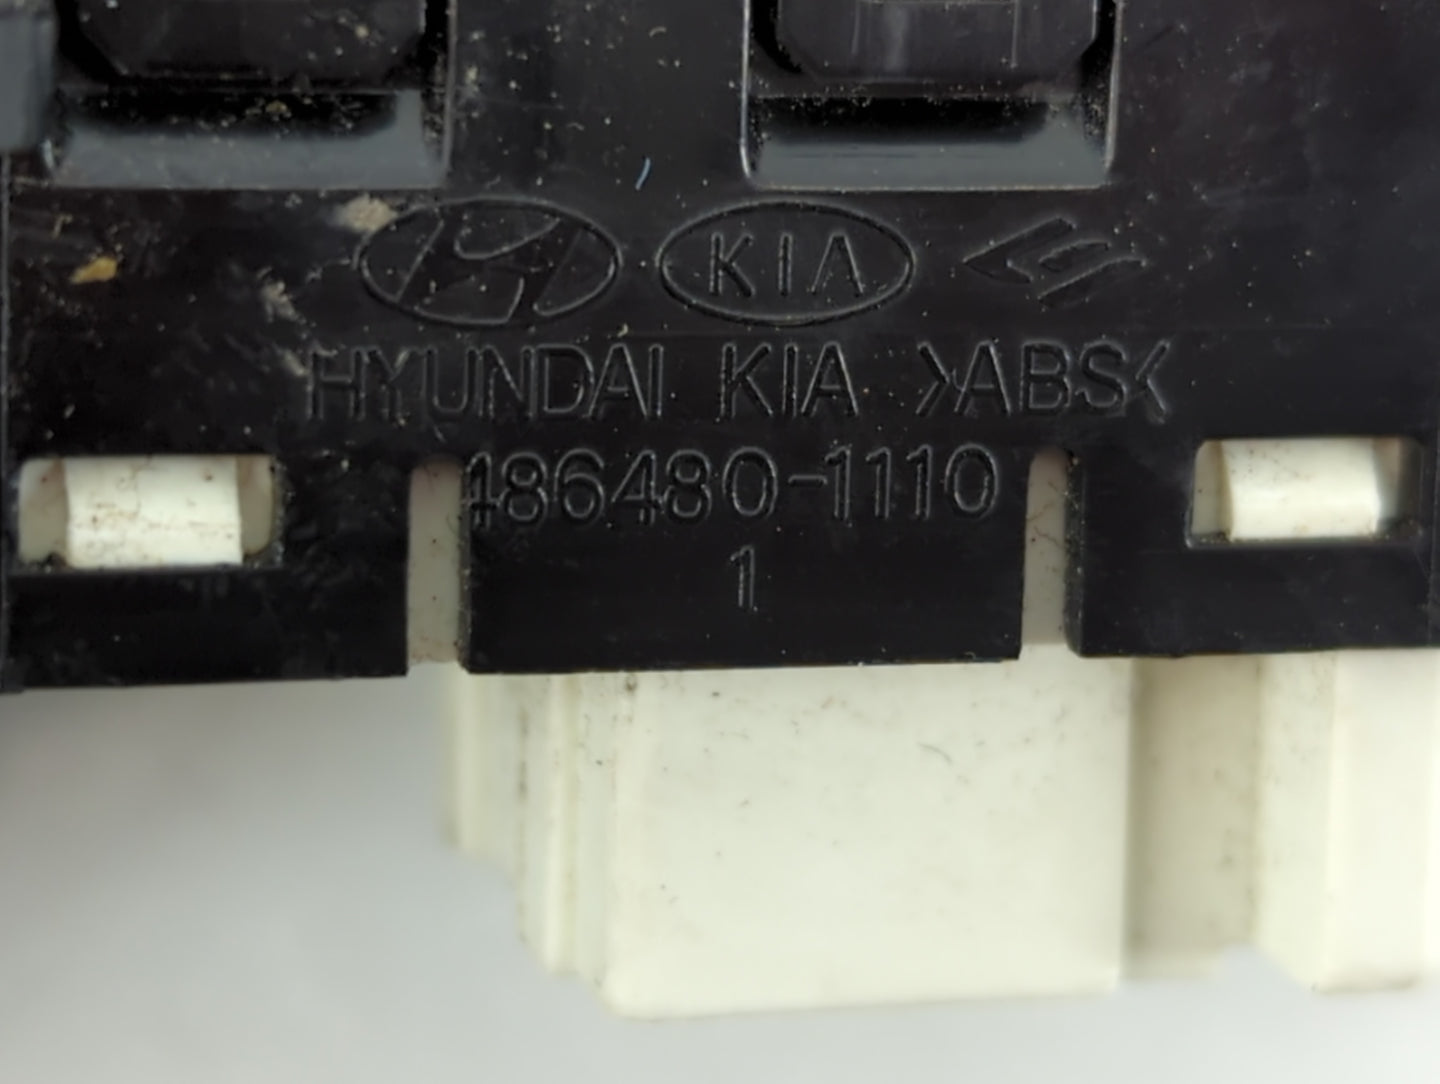 KIA
HYUNDAI KIA >ABS<
486480-1110
1